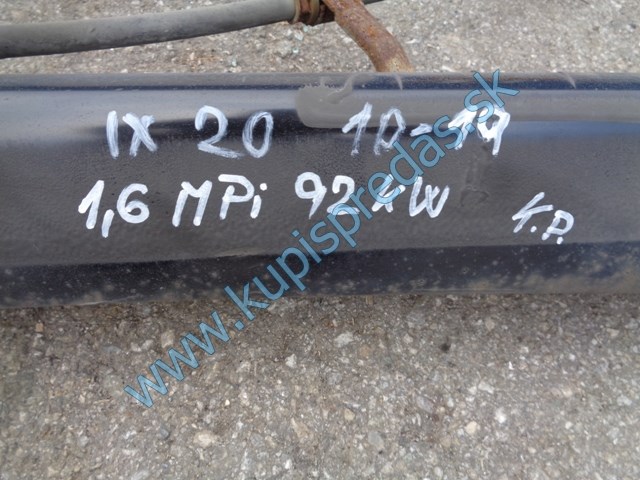 IX 20 10-19
1,6 MPi 92 kW K.P.
www.kupispredas.sk